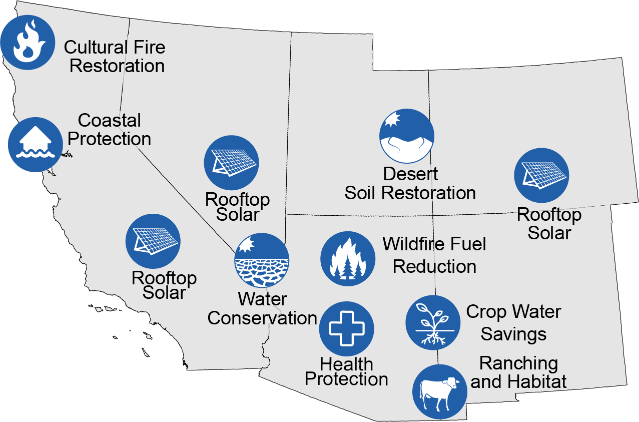 Cultural Fire
Restoration
Coastal
Protection
Rooftop
Solar
Desert
Soil Restoration
Rooftop
Solar
Rooftop
Solar
Wildfire Fuel
Reduction
Water
Conservation
Crop Water
Savings
Health
Protection
Ranching
and Habitat